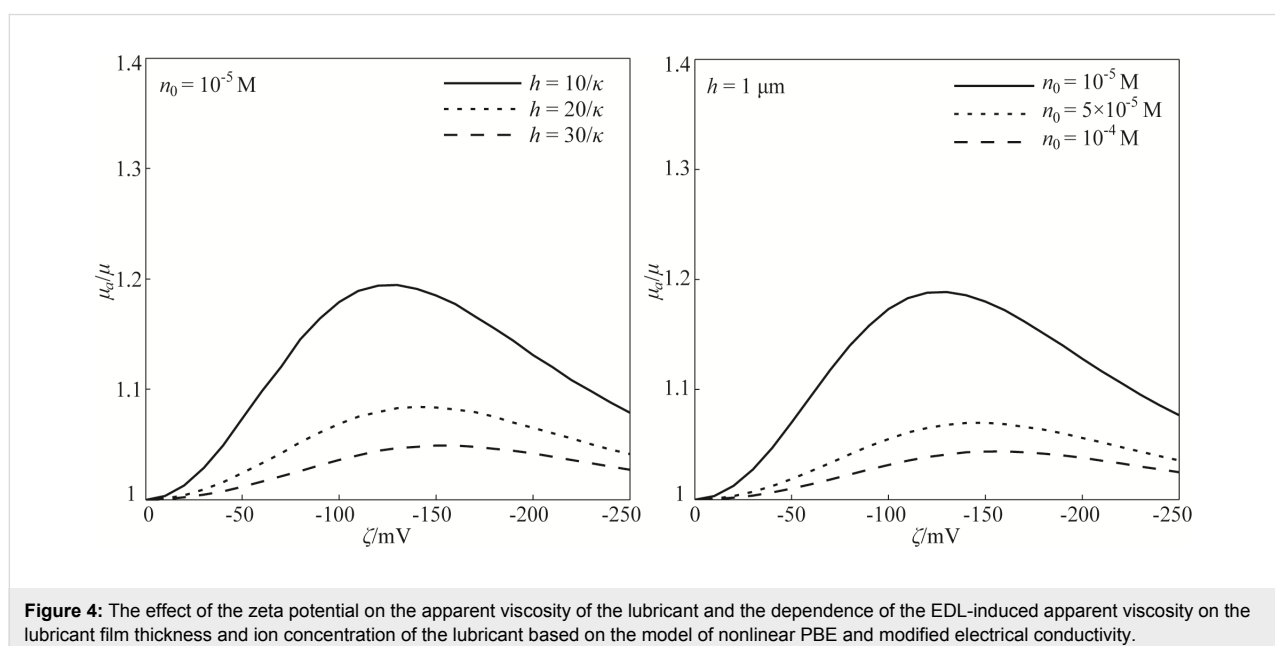 n₀ = 10⁻⁵ M
h = 10/κ
h = 20/κ
h = 30/κ
1.4
1.3
1.2
1.1
1
μₐ/μ
0 -50 -100 -150 -200 -250
ζ/mV
h = 1 μm
n₀ = 10⁻⁵ M
n₀ = 5×10⁻⁵ M
n₀ = 10⁻⁴ M
1.4
1.3
1.2
1.1
1
μₐ/μ
0 -50 -100 -150 -200 -250
ζ/mV
Figure 4: The effect of the zeta potential on the apparent viscosity of the lubricant and the dependence of the EDL-induced apparent viscosity on the
lubricant film thickness and ion concentration of the lubricant based on the model of nonlinear PBE and modified electrical conductivity.